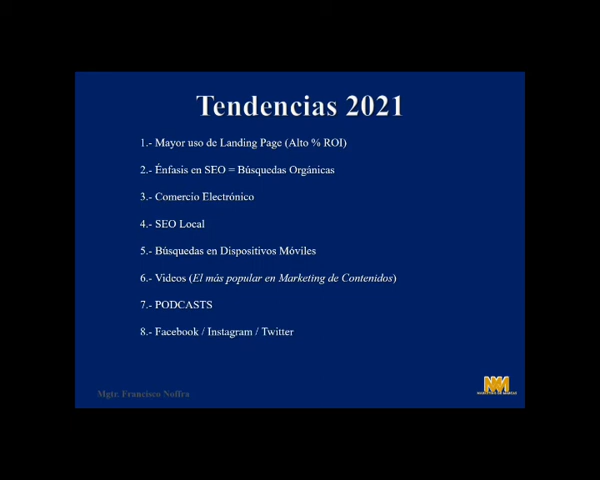 Tendencias 2021
1.- Mayor uso de Landing Page (Alto % ROI)
2.- Énfasis en SEO = Búsquedas Orgánicas
3.- Comercio Electrónico
4.- SEO Local
5.- Búsquedas en Dispositivos Móviles
6.- Videos (El más popular en Marketing de Contenidos)
7.- PODCASTS
8.- Facebook / Instagram / Twitter
Mgtr. Francisco Noffra